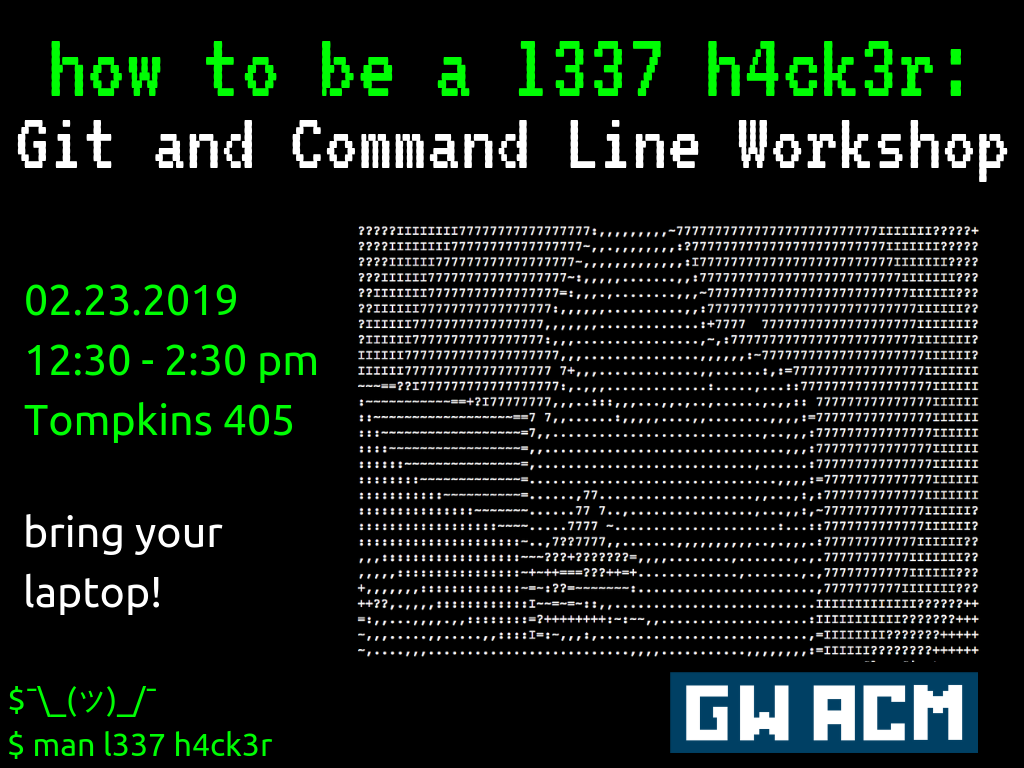 how to be a l337 h4ck3r:
Git and Command Line Workshop
02.23.2019
12:30 - 2:30 pm
Tompkins 405
bring your
laptop!
$¯\_(ツ)_/¯
$ man l337 h4ck3r
GW ACM